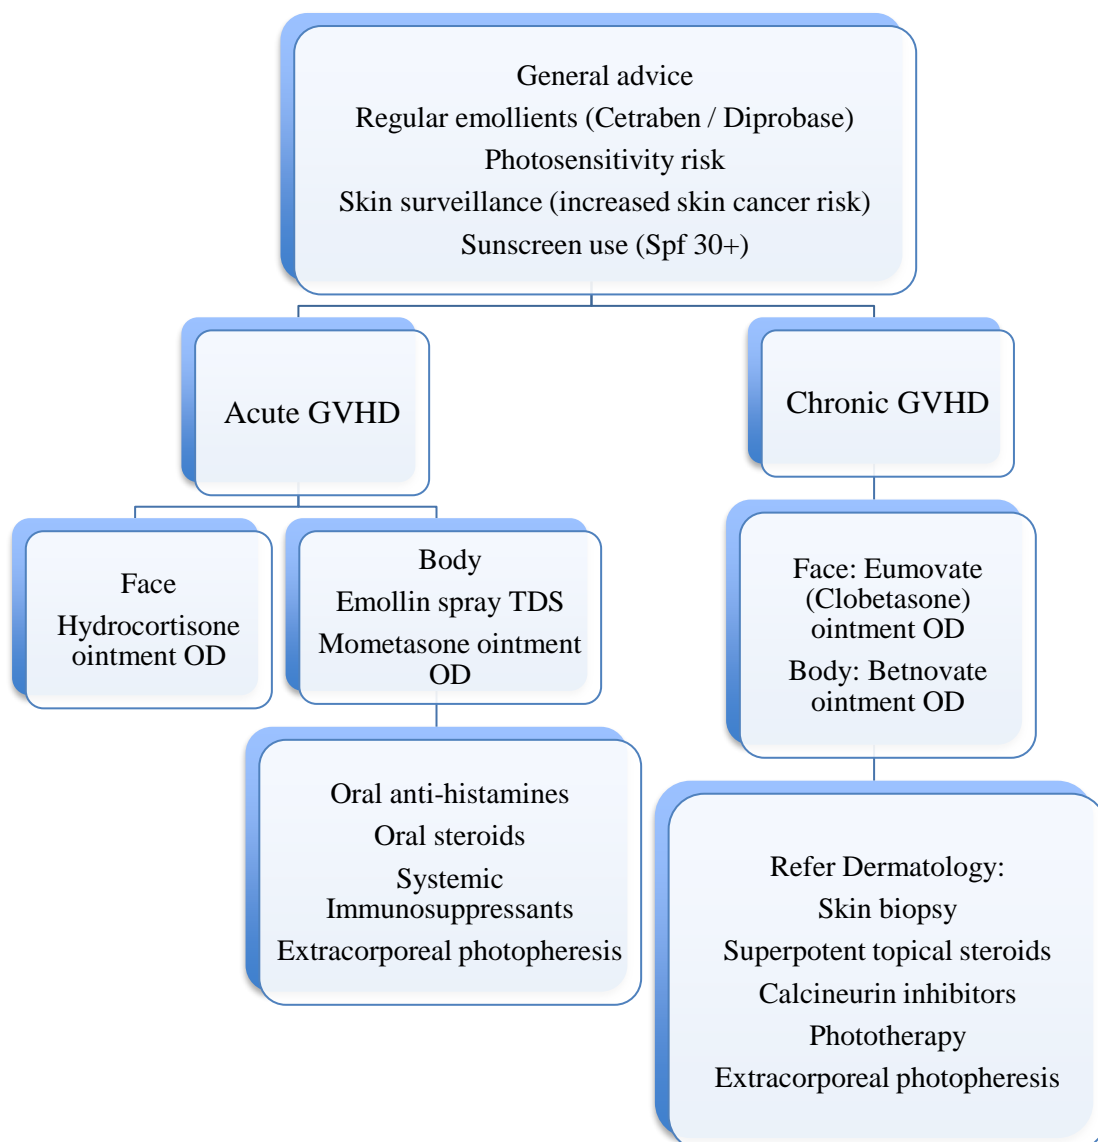 General advice
Regular emollients (Cetraben / Diprobase)
Photosensitivity risk
Skin surveillance (increased skin cancer risk)
Sunscreen use (Spf 30+)
Acute GVHD
Chronic GVHD
Face
Hydrocortisone
ointment OD
Body
Emollin spray TDS
Mometasone ointment
OD
Face: Eumovate
(Clobetasone)
ointment OD
Body: Betnovate
ointment OD
Oral anti-histamines
Oral steroids
Systemic
Immunosuppressants
Extracorporeal photopheresis
Refer Dermatology:
Skin biopsy
Superpotent topical steroids
Calcineurin inhibitors
Phototherapy
Extracorporeal photopheresis